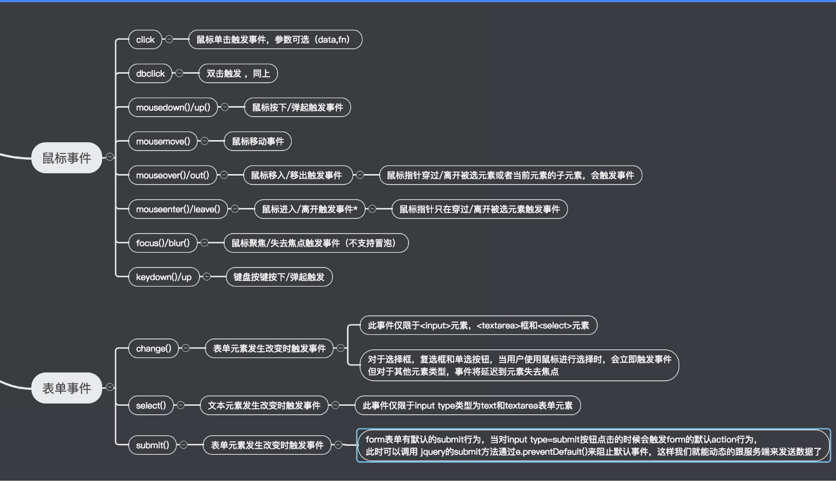 鼠标事件
click
鼠标单击触发事件，参数可选（data,fn）
dbclick
双击触发 ，同上
mousedown()/up()
鼠标按下/弹起触发事件
mousemove()
鼠标移动事件
mouseover()/out()
鼠标移入/移出触发事件
鼠标指针穿过/离开被选元素或者当前元素的子元素，会触发事件
mouseenter()/leave()
鼠标进入/离开触发事件*
鼠标指针只在穿过/离开被选元素触发事件
focus()/blur()
鼠标聚焦/失去焦点触发事件（不支持冒泡）
keydown()/up
键盘按键按下/弹起触发
表单事件
change()
表单元素发生改变时触发事件
此事件仅限于<input>元素，<textarea>框和<select>元素
对于选择框，复选框和单选按钮，当用户使用鼠标进行选择时，会立即触发事件
但对于其他元素类型，事件将延迟到元素失去焦点
select()
文本元素发生改变时触发事件
此事件仅限于input type类型为text和textarea表单元素
submit()
表单元素发生改变时触发事件
form表单有默认的submit行为，当对input type=submit按钮点击的时候会触发form的默认action行为，
此时可以调用 jquery的submit方法通过e.preventDefault()来阻止默认事件，这样我们就能动态的跟服务端来发送数据了